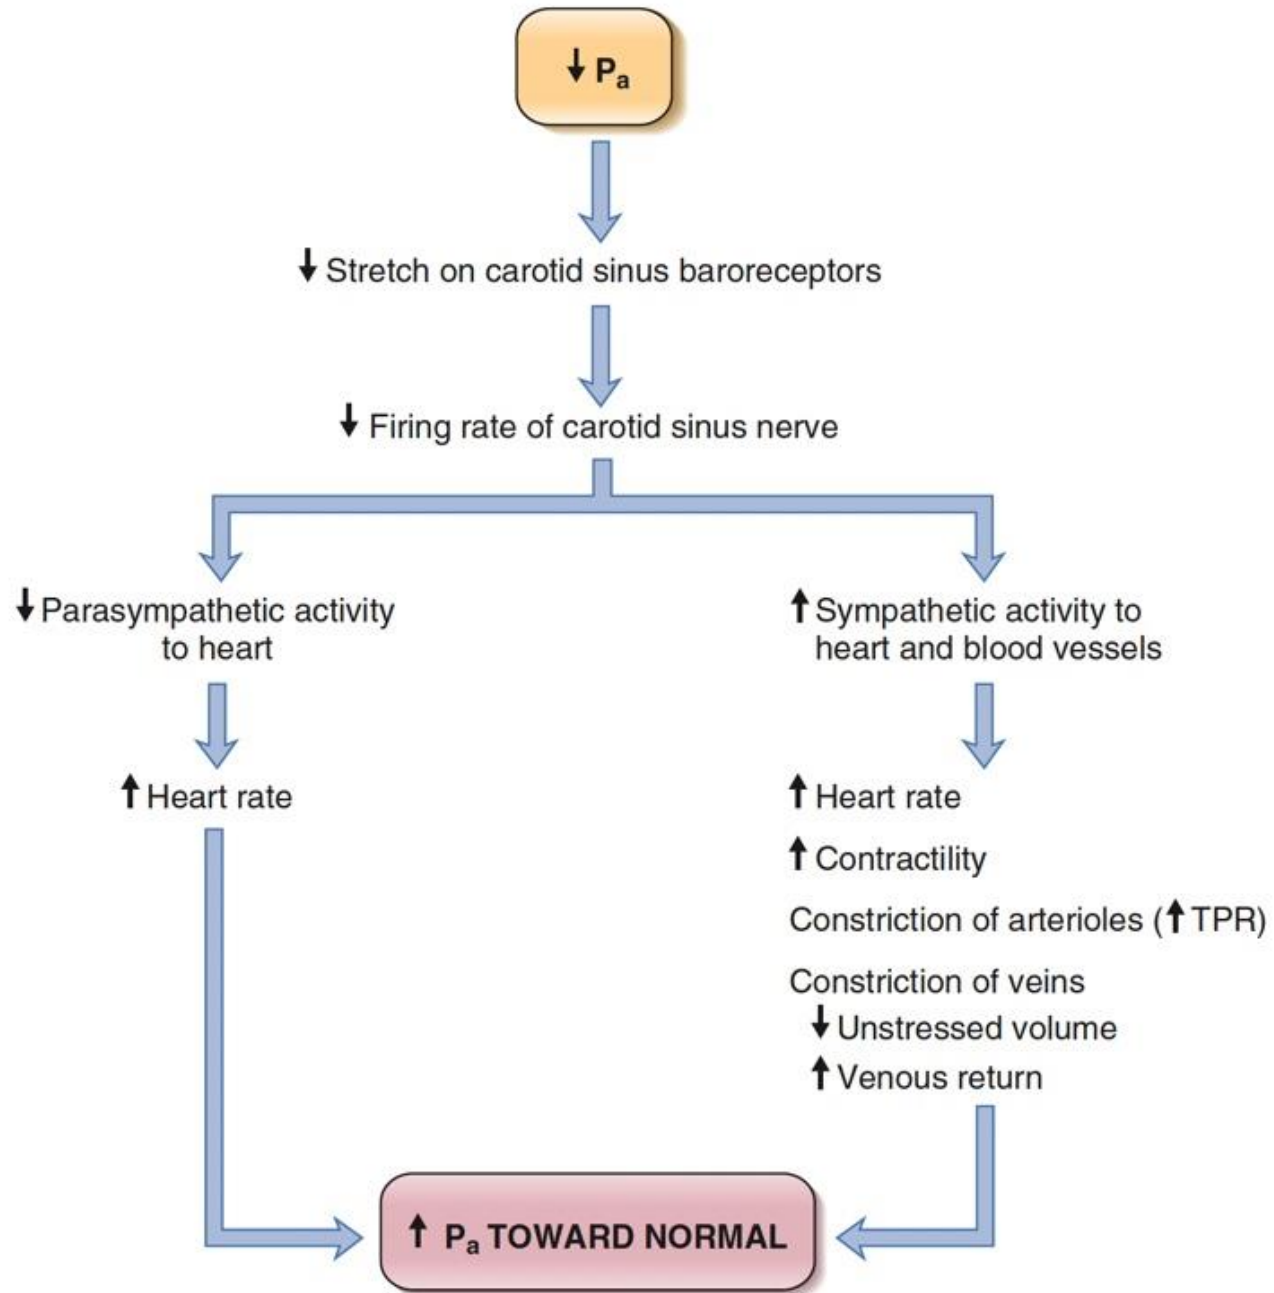 ↓ Pa
↓ Stretch on carotid sinus baroreceptors
↓ Firing rate of carotid sinus nerve
↓ Parasympathetic activity
to heart
↑ Heart rate
↑ Sympathetic activity to
heart and blood vessels
↑ Heart rate
↑ Contractility
Constriction of arterioles (↑ TPR)
Constriction of veins
↓ Unstressed volume
↑ Venous return
↑ Pa TOWARD NORMAL